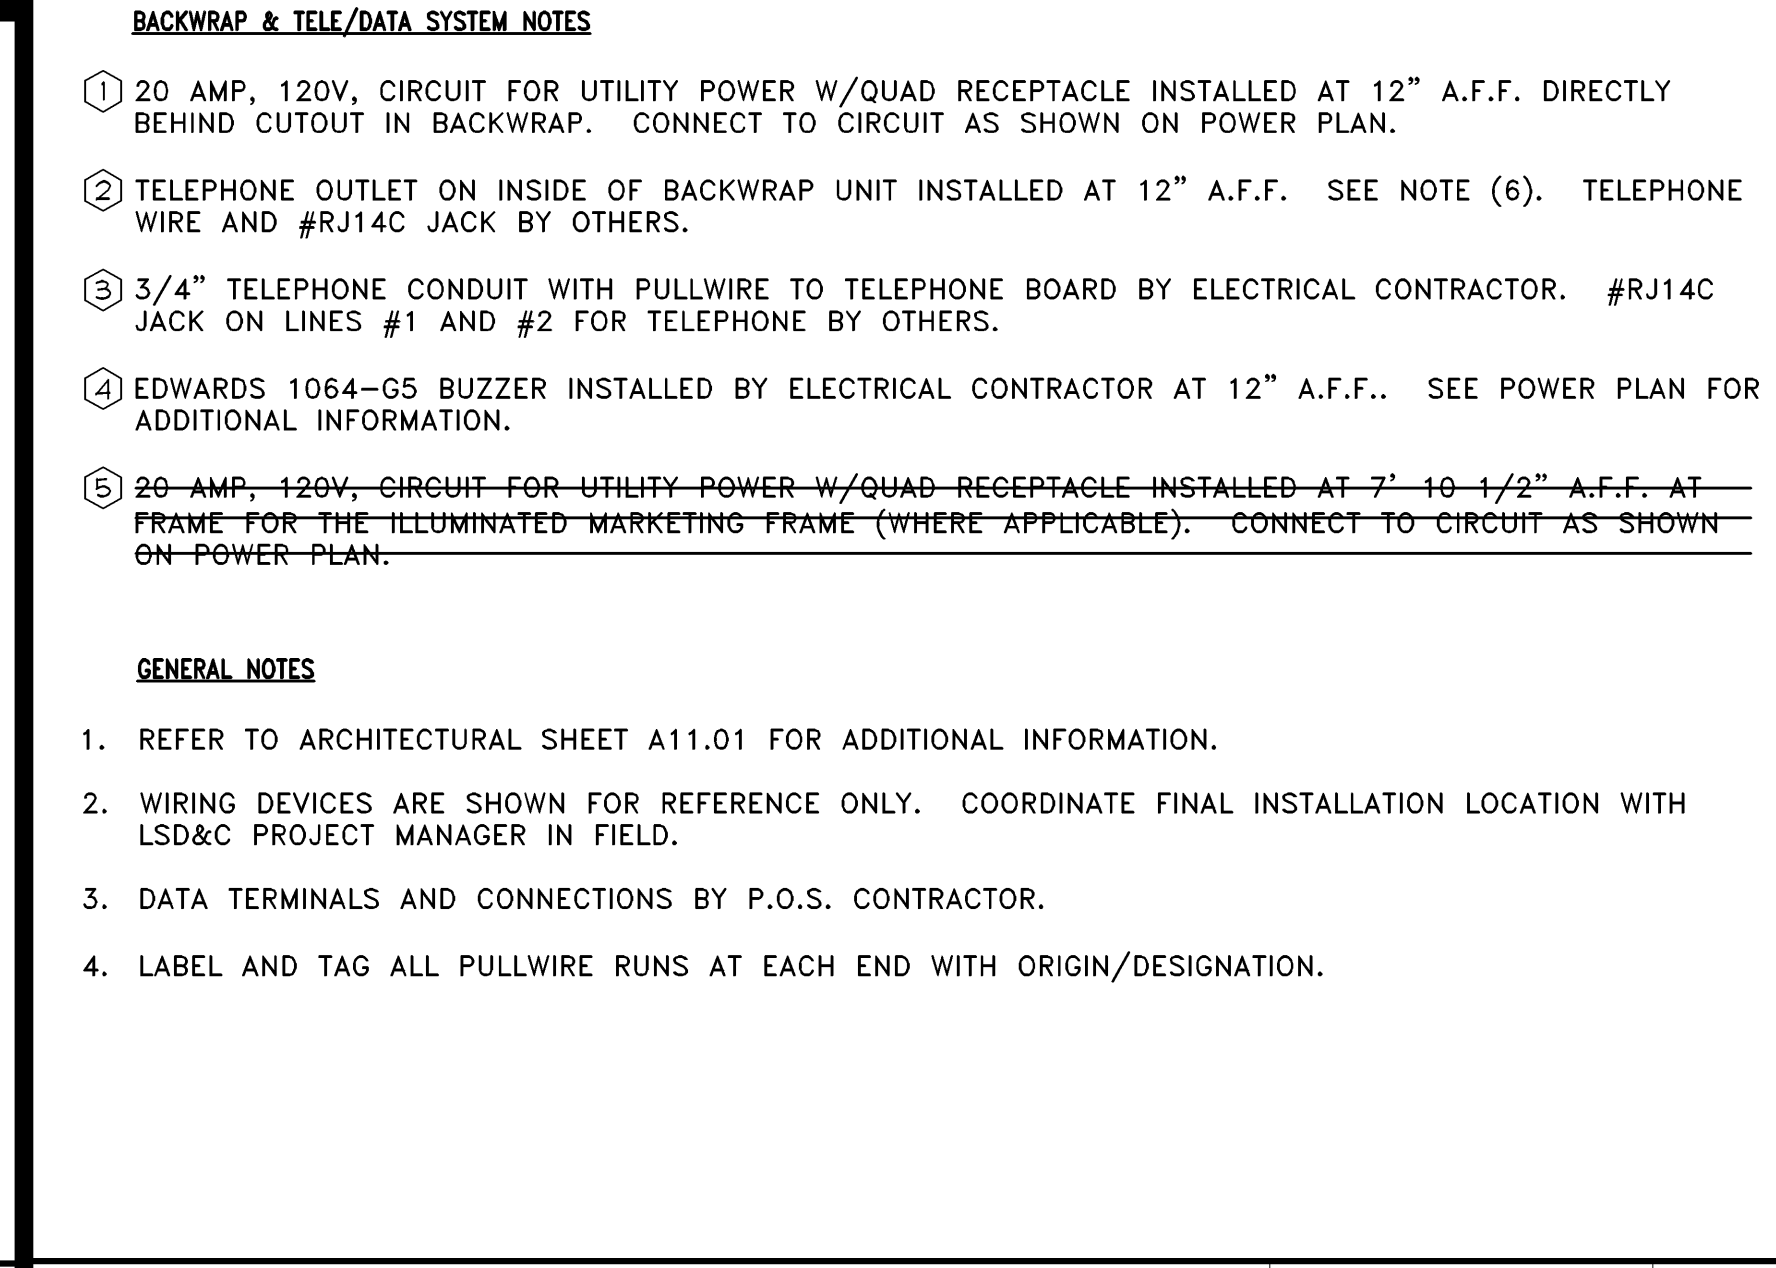 BACKWRAP & TELE/DATA SYSTEM NOTES
1 20 AMP, 120V, CIRCUIT FOR UTILITY POWER W/QUAD RECEPTACLE INSTALLED AT 12” A.F.F. DIRECTLY
BEHIND CUTOUT IN BACKWRAP. CONNECT TO CIRCUIT AS SHOWN ON POWER PLAN.
2 TELEPHONE OUTLET ON INSIDE OF BACKWRAP UNIT INSTALLED AT 12” A.F.F. SEE NOTE (6). TELEPHONE
WIRE AND #RJ14C JACK BY OTHERS.
3 3/4” TELEPHONE CONDUIT WITH PULLWIRE TO TELEPHONE BOARD BY ELECTRICAL CONTRACTOR. #RJ14C
JACK ON LINES #1 AND #2 FOR TELEPHONE BY OTHERS.
4 EDWARDS 1064-G5 BUZZER INSTALLED BY ELECTRICAL CONTRACTOR AT 12” A.F.F.. SEE POWER PLAN FOR
ADDITIONAL INFORMATION.
5 20 AMP, 120V, CIRCUIT FOR UTILITY POWER W/QUAD RECEPTACLE INSTALLED AT 7’ 10 1/2” A.F.F. AT
FRAME FOR THE ILLUMINATED MARKETING FRAME (WHERE APPLICABLE). CONNECT TO CIRCUIT AS SHOWN
ON POWER PLAN.
GENERAL NOTES
1. REFER TO ARCHITECTURAL SHEET A11.01 FOR ADDITIONAL INFORMATION.
2. WIRING DEVICES ARE SHOWN FOR REFERENCE ONLY. COORDINATE FINAL INSTALLATION LOCATION WITH
LSD&C PROJECT MANAGER IN FIELD.
3. DATA TERMINALS AND CONNECTIONS BY P.O.S. CONTRACTOR.
4. LABEL AND TAG ALL PULLWIRE RUNS AT EACH END WITH ORIGIN/DESIGNATION.